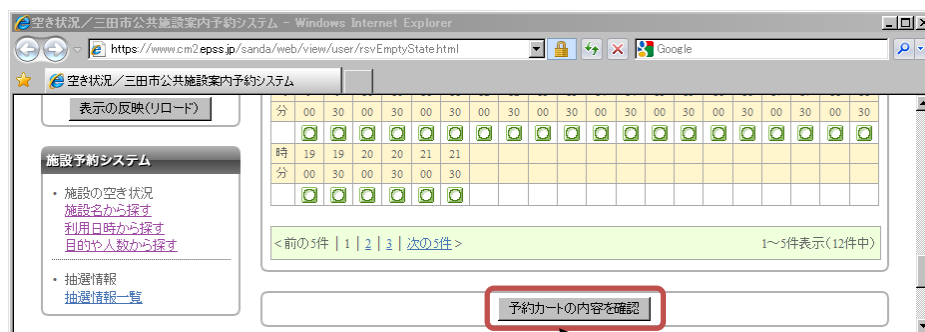 空き状況／三田市公共施設案内予約システム - Windows Internet Explorer
https://www.cm2.epss.jp/sanda/web/view/user/rsvEmptyState.html
Google
空き状況／三田市公共施設案内予約システム
表示の反映(リロード)
施設予約システム
・施設の空き状況
施設名から探す
利用日時から探す
目的や人数から探す
・抽選情報
抽選情報一覧
分 00 30 00 30 00 30 00 30 00 30 00 30 00 30 00 30 00 30 00 30
時 19 19 20 20 21 21
分 00 30 00 30 00 30
<前の5件 | 1 | 2 | 3 | 次の5件>
1～5件表示(12件中)
予約カートの内容を確認